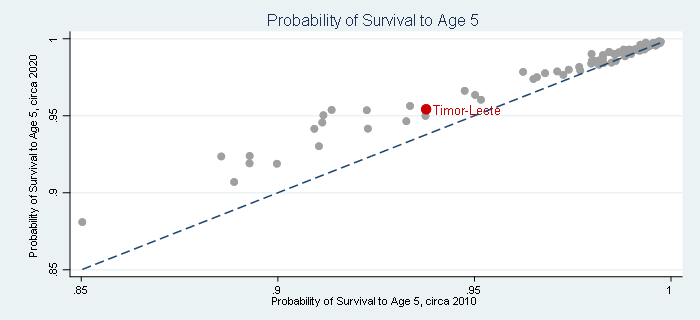 Probability of Survival to Age 5
Probability of Survival to Age 5, circa 2020
1
.95
.9
.85
Timor-Leste
.85
.9
.95
1
Probability of Survival to Age 5, circa 2010